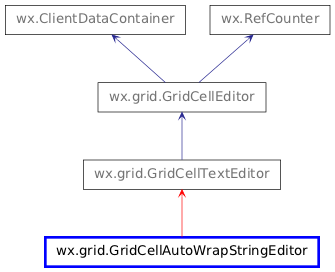 wx.ClientDataContainer
wx.RefCounter
wx.grid.GridCellEditor
wx.grid.GridCellTextEditor
wx.grid.GridCellAutoWrapStringEditor